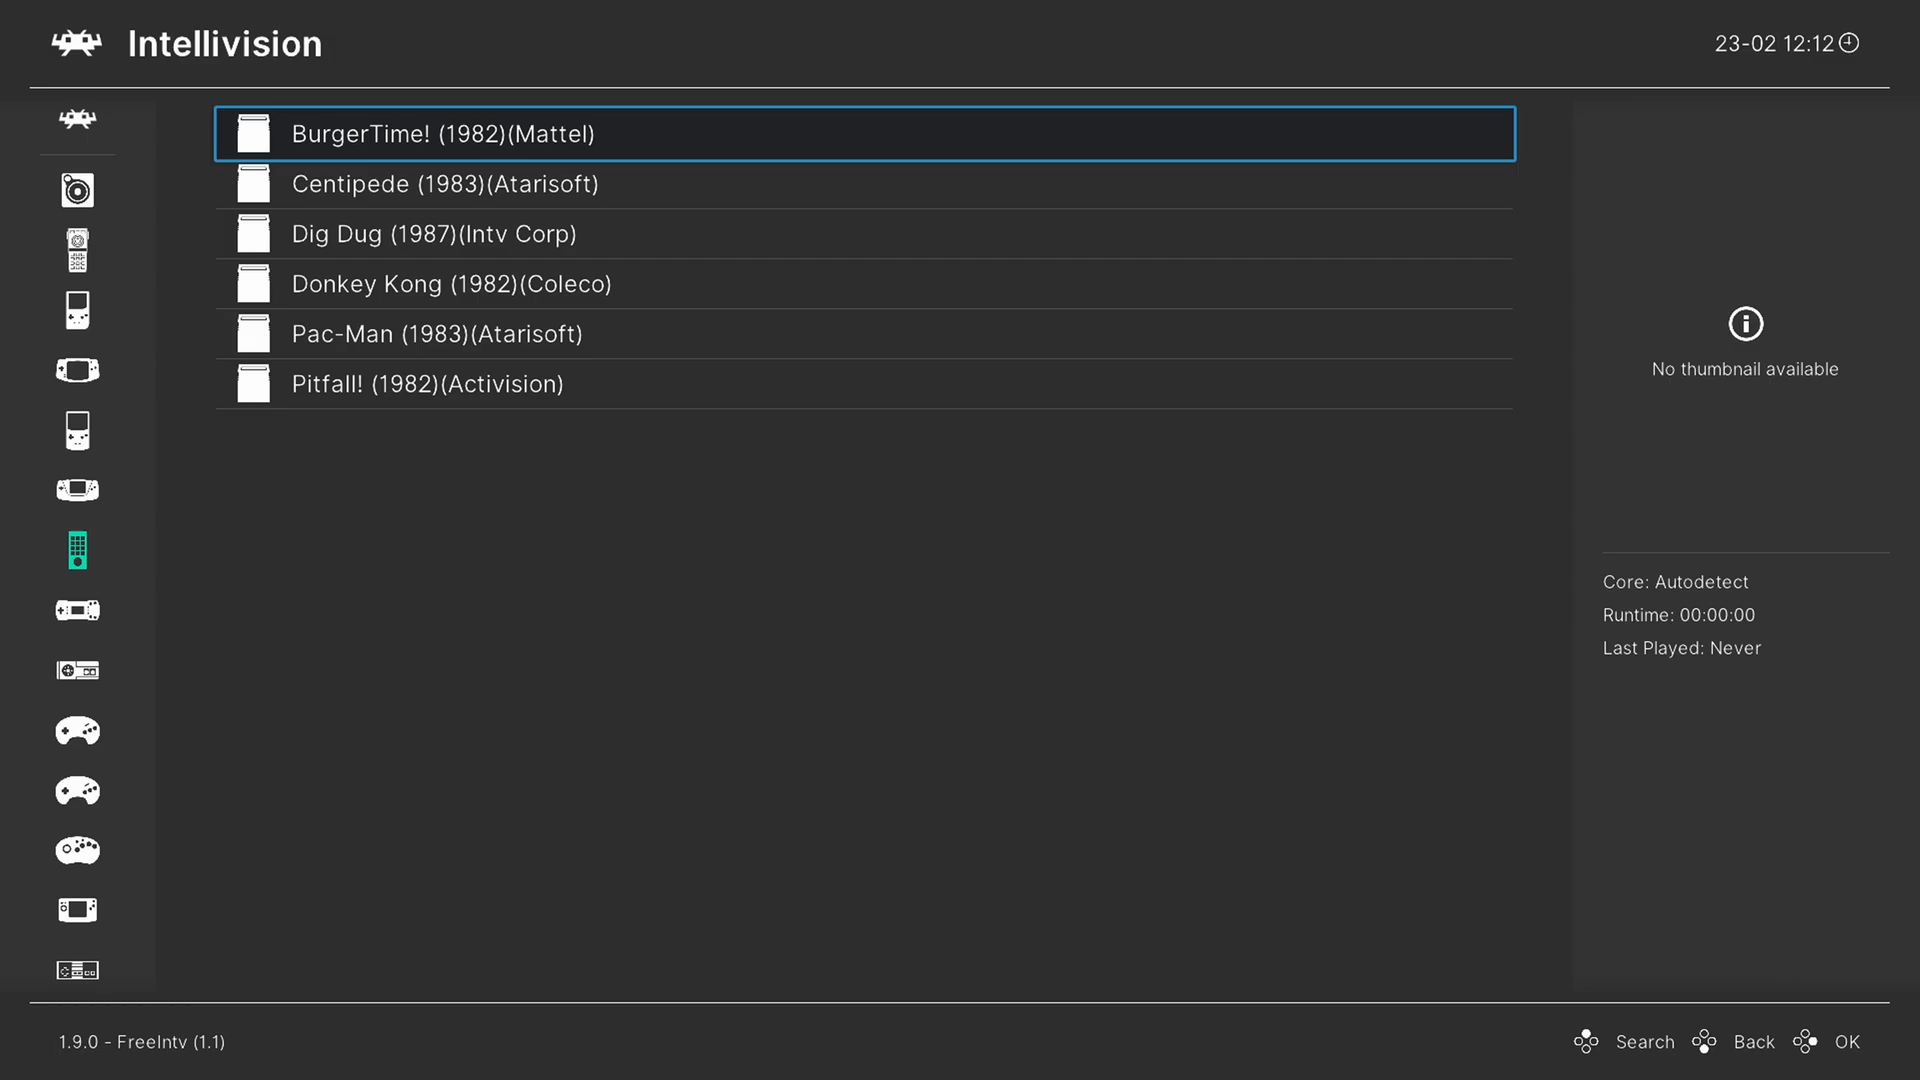 Intellivision
23-02 12:12
BurgerTime! (1982)(Mattel)
Centipede (1983)(Atarisoft)
Dig Dug (1987)(Intv Corp)
Donkey Kong (1982)(Coleco)
Pac-Man (1983)(Atarisoft)
Pitfall! (1982)(Activision)
No thumbnail available
Core: Autodetect
Runtime: 00:00:00
Last Played: Never
1.9.0 - FreeIntv (1.1)
Search Back OK